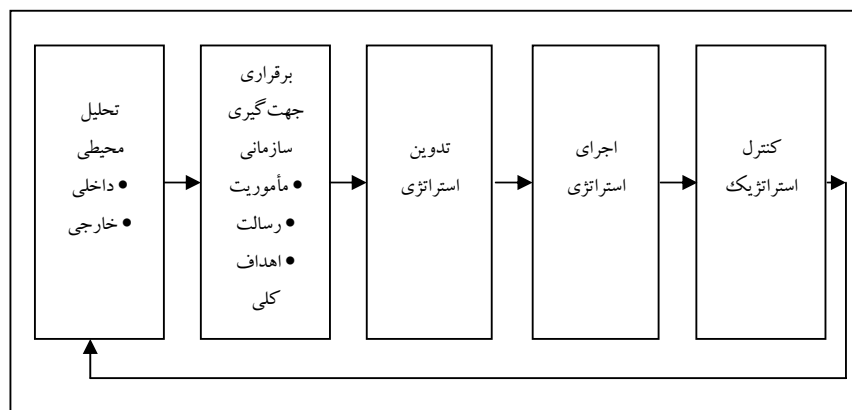 تحلیل
محیطی
• داخلی
• خارجی
برقراری
جهت‌گیری
سازمانی
• مأموریت
• رسالت
• اهداف
کلی
تدوین
استراتژی
اجرای
استراتژی
کنترل
استراتژیک